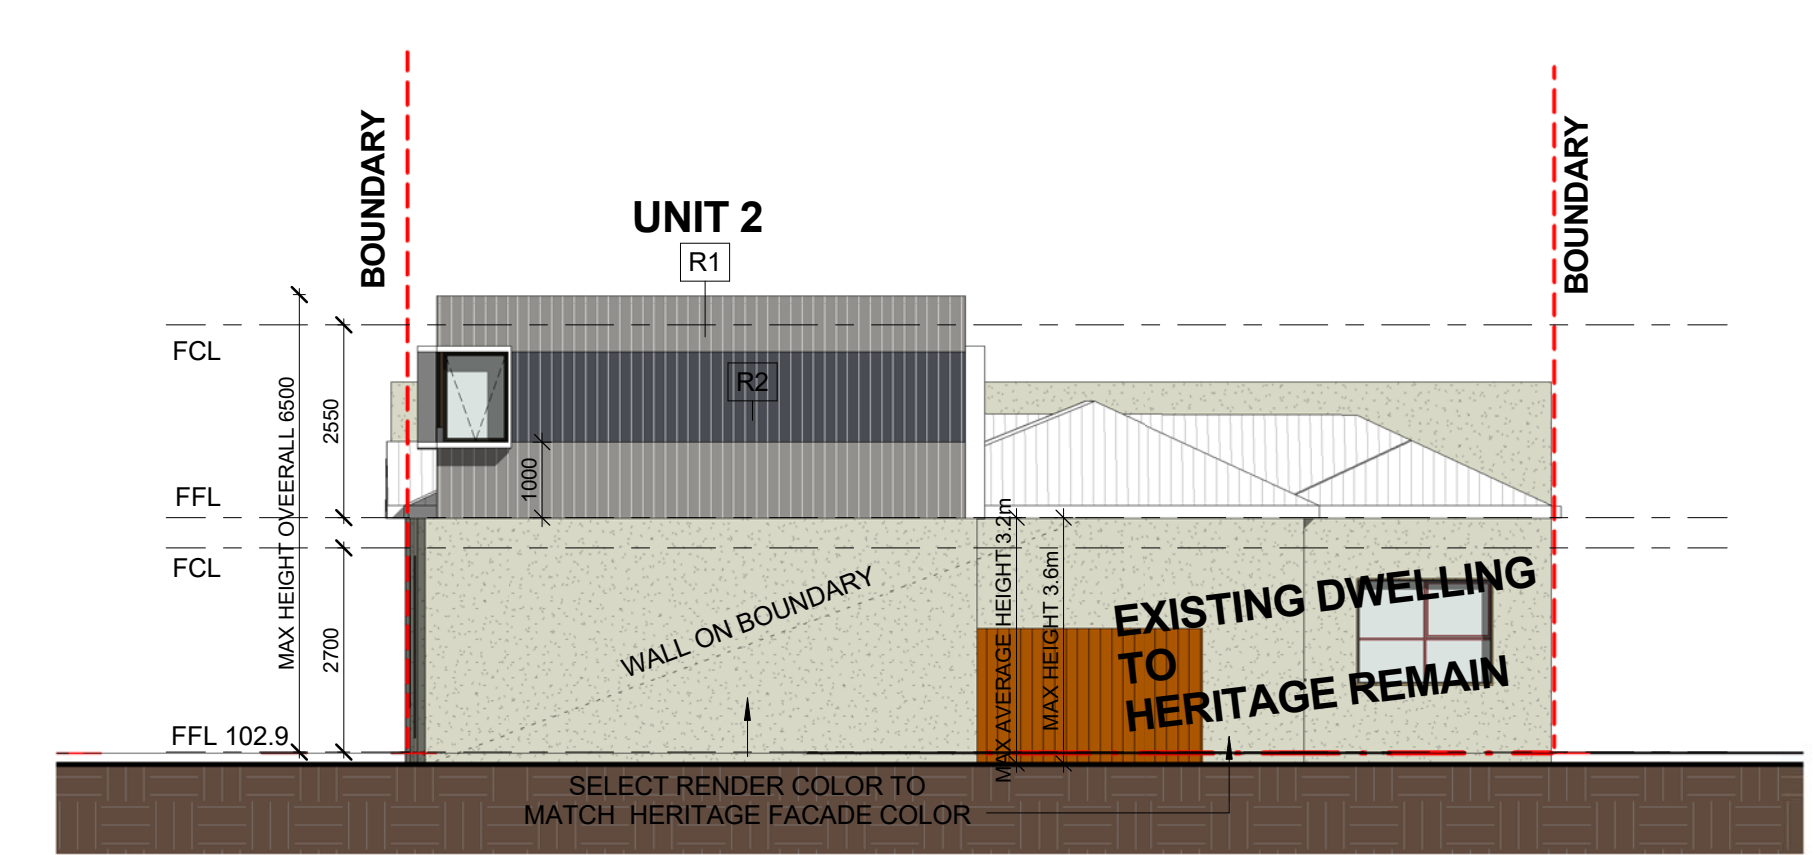 BOUNDARY
BOUNDARY
UNIT 2
R1
R2
FCL
FFL
FCL
FFL 102.9
MAX HEIGHT OVEERALL 6500
2550
2700
1000
WALL ON BOUNDARY
MAX AVERAGE HEIGHT 3.2m
MAX HEIGHT 3.6m
EXISTING DWELLING
TO
HERITAGE REMAIN
SELECT RENDER COLOR TO
MATCH HERITAGE FACADE COLOR